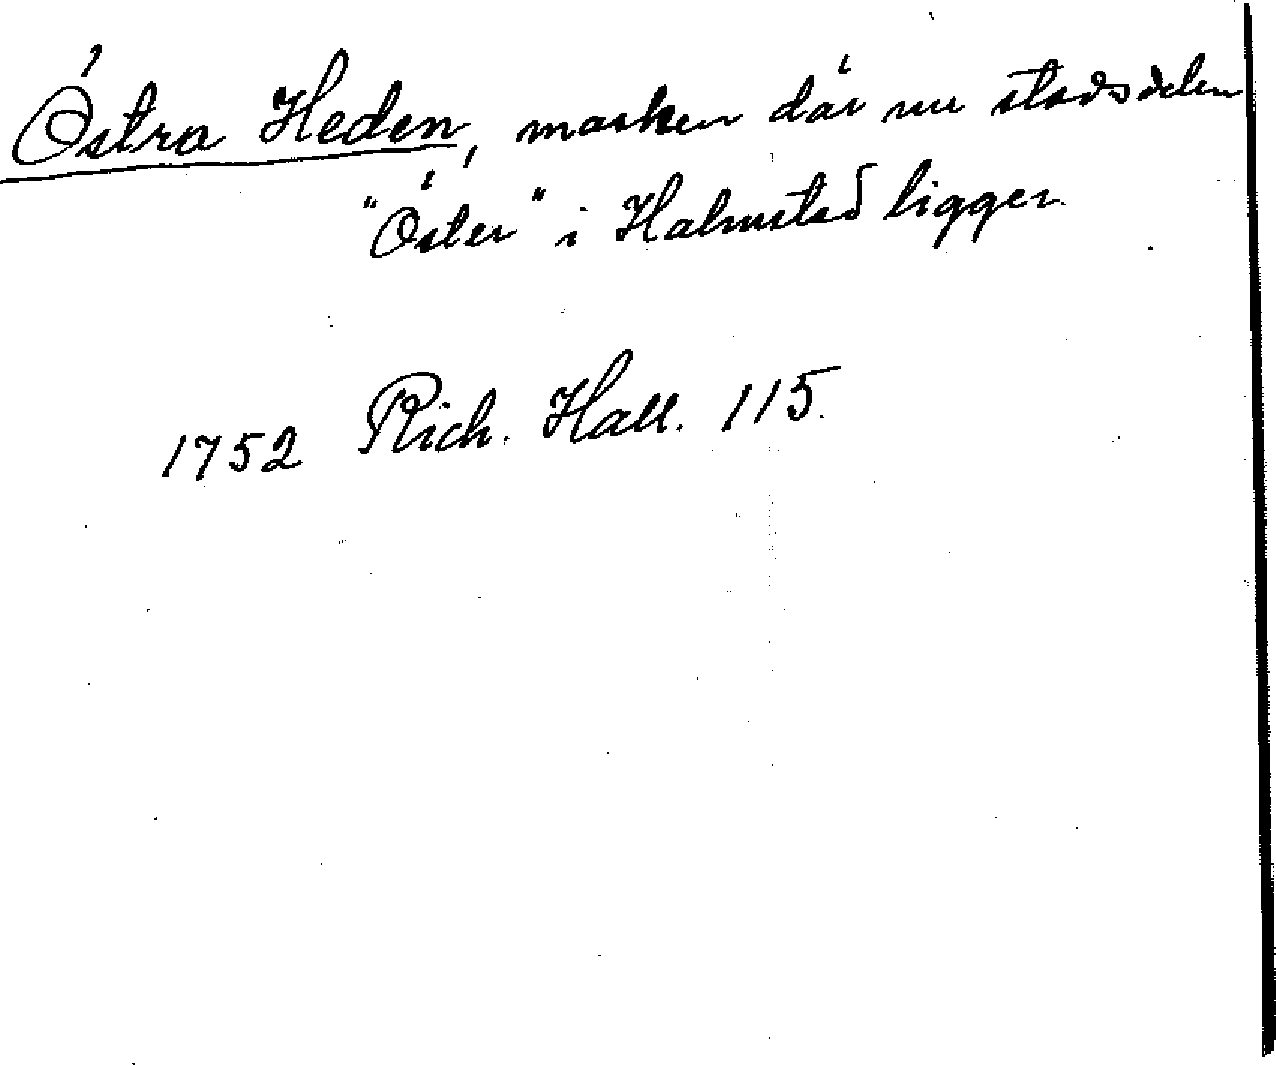 Östra Heden, marken där nu stadsdelen
"Öster" i Halmstad ligger.
1752 Rich. Hall. 115.